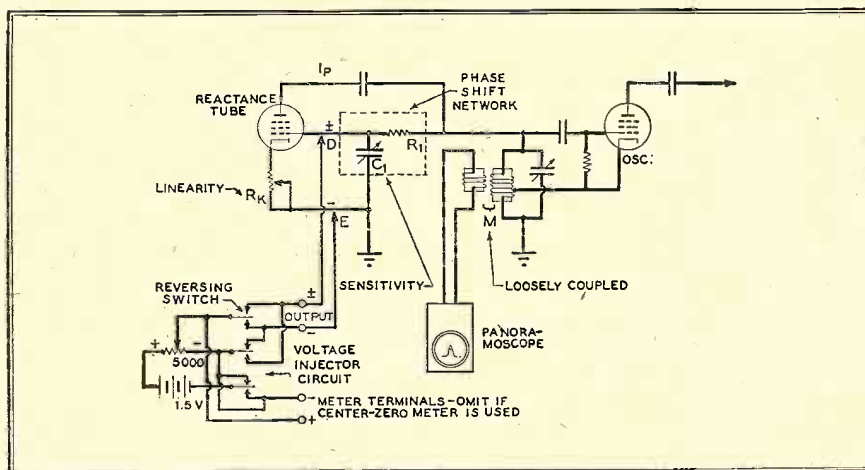 I P
PHASE
SHIFT
NETWORK
REACTANCE
TUBE
±
D
R1
C1
OSC.
LINEARITY
RK
-
E
M
SENSITIVITY
LOOSELY COUPLED
REVERSING
SWITCH
±
OUTPUT
-
PANORA-
MOSCOPE
+
-
5000
VOLTAGE
INJECTOR
CIRCUIT
1.5 V
- METER TERMINALS-OMIT IF
CENTER-ZERO METER IS USED
+